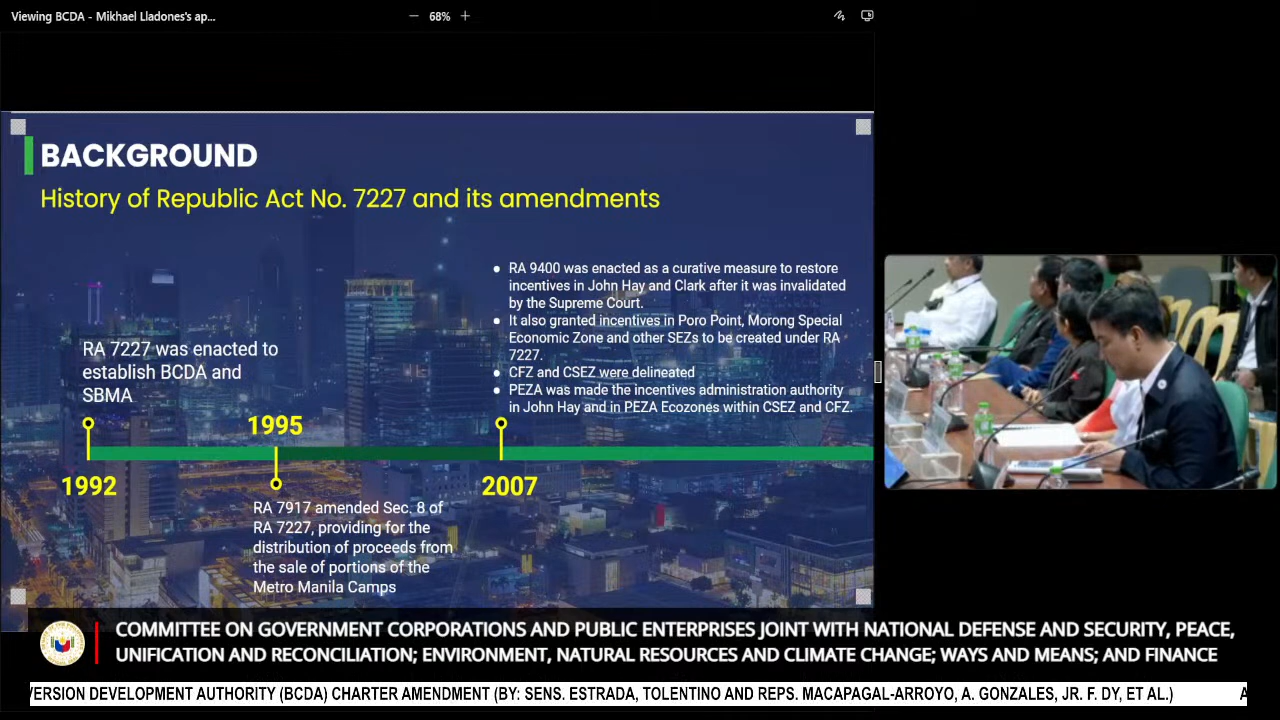 Viewing BCDA - Mikhael Lladones's ap...
68%
BACKGROUND
History of Republic Act No. 7227 and its amendments
RA 7227 was enacted to
establish BCDA and
SBMA
1992
1995
RA 7917 amended Sec. 8 of
RA 7227, providing for the
distribution of proceeds from
the sale of portions of the
Metro Manila Camps
• RA 9400 was enacted as a curative measure to restore
incentives in John Hay and Clark after it was invalidated
by the Supreme Court.
• It also granted incentives in Poro Point, Morong Special
Economic Zone and other SEZs to be created under RA
7227.
• CFZ and CSEZ were delineated
• PEZA was made the incentives administration authority
in John Hay and in PEZA Ecozones within CSEZ and CFZ.
2007
COMMITTEE ON GOVERNMENT CORPORATIONS AND PUBLIC ENTERPRISES JOINT WITH NATIONAL DEFENSE AND SECURITY, PEACE,
UNIFICATION AND RECONCILIATION; ENVIRONMENT, NATURAL RESOURCES AND CLIMATE CHANGE; WAYS AND MEANS; AND FINANCE
VERSION DEVELOPMENT AUTHORITY (BCDA) CHARTER AMENDMENT (BY: SENS. ESTRADA, TOLENTINO AND REPS. MACAPAGAL-ARROYO, A. GONZALES, JR. F. DY, ET AL.)